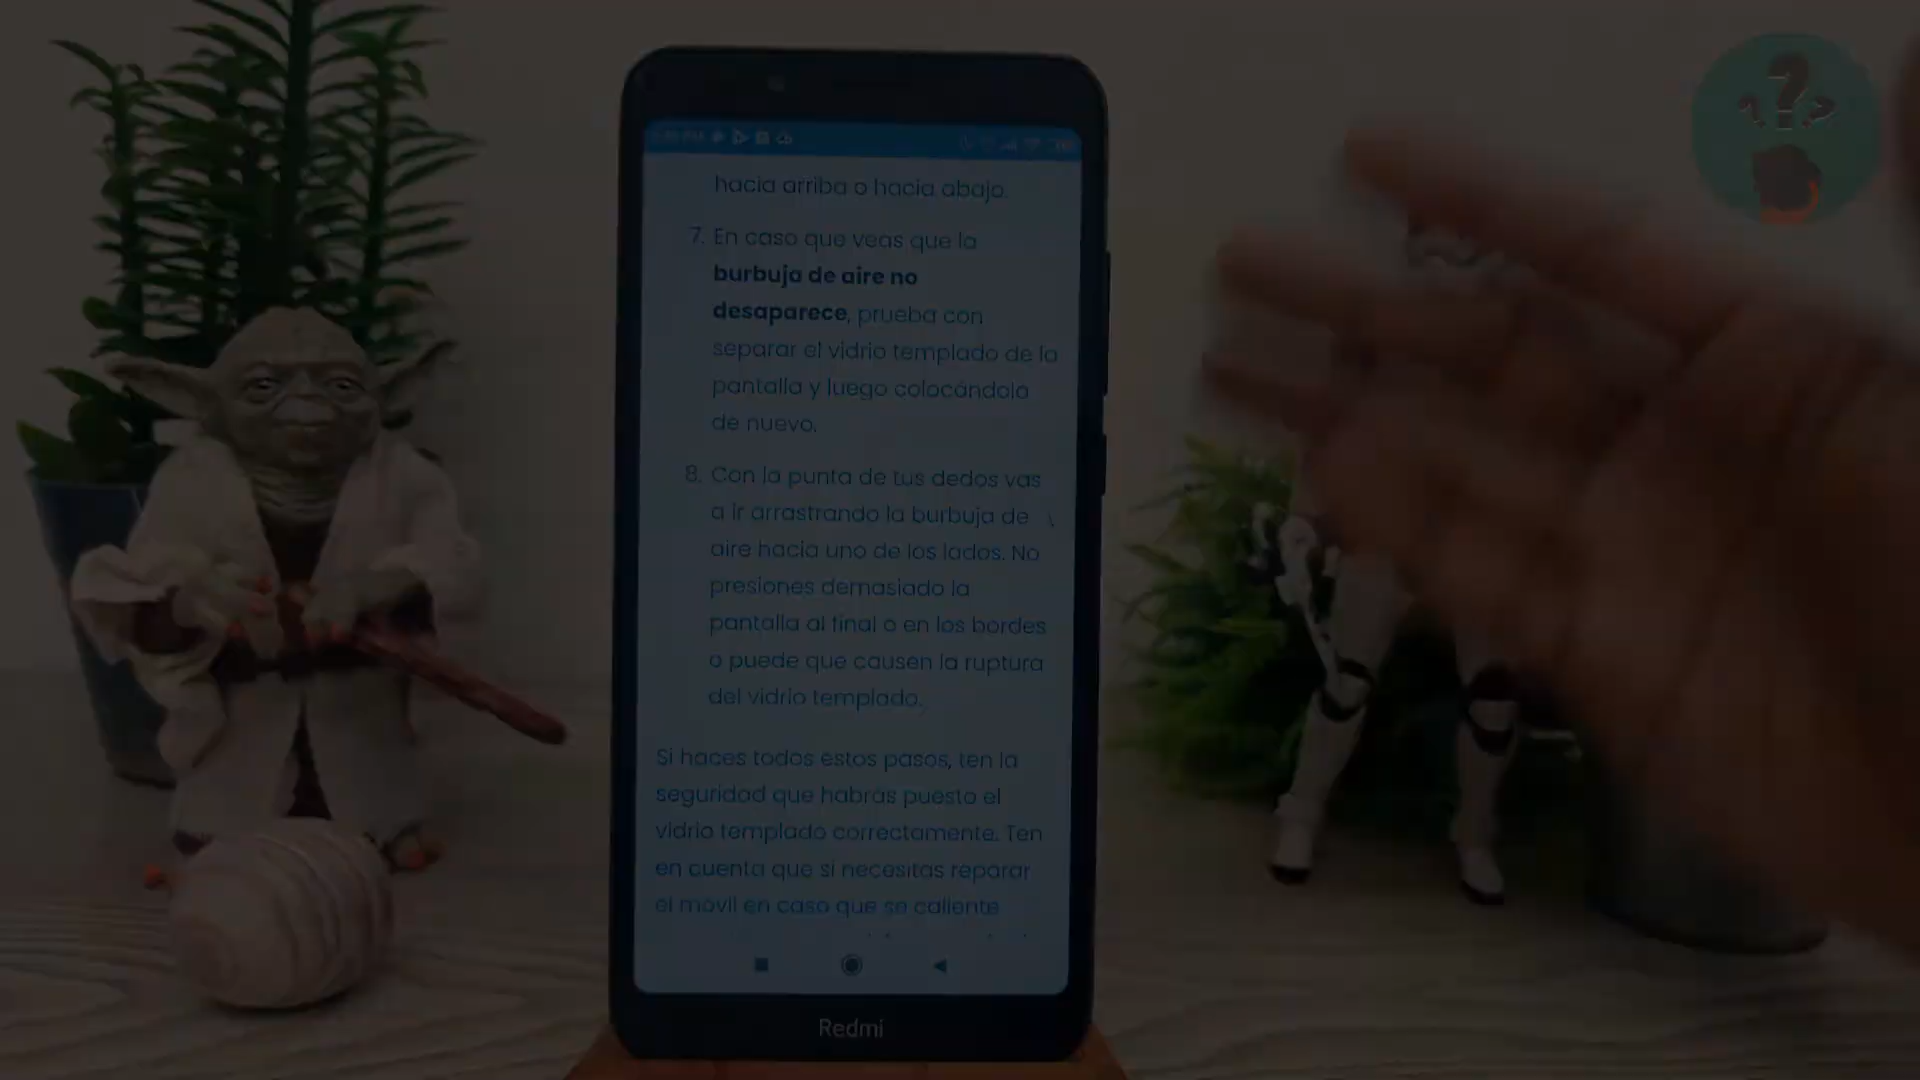 hacia arriba o hacia abajo.
7. En caso que veas que la
burbuja de aire no
desaparece, prueba con
separar el vidrio templado de la
pantalla y luego colocándolo
de nuevo.
8. Con la punta de tus dedos vas
a ir arrastrando la burbuja de
aire hacia uno de los lados. No
presiones demasiado la
pantalla al final o en los bordes
o puede que causen la ruptura
del vidrio templado.
Si haces todos estos pasos, ten la
seguridad que habrás puesto el
vidrio templado correctamente. Ten
en cuenta que si necesitas reparar
el móvil en caso que se caliente
Redmi